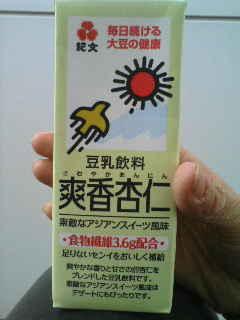 紀文
毎日続ける
大豆の健康
豆乳飲料
さわやかあんにん
爽香杏仁
素敵なアジアンスイーツ風味
・食物繊維3.6g配合・
足りないセンイをおいしく補給
爽やかな香りと甘さの杏仁を
ブレンドした豆乳飲料です。
素敵なアジアンスイーツ風味は
デザートにもぴったりです。